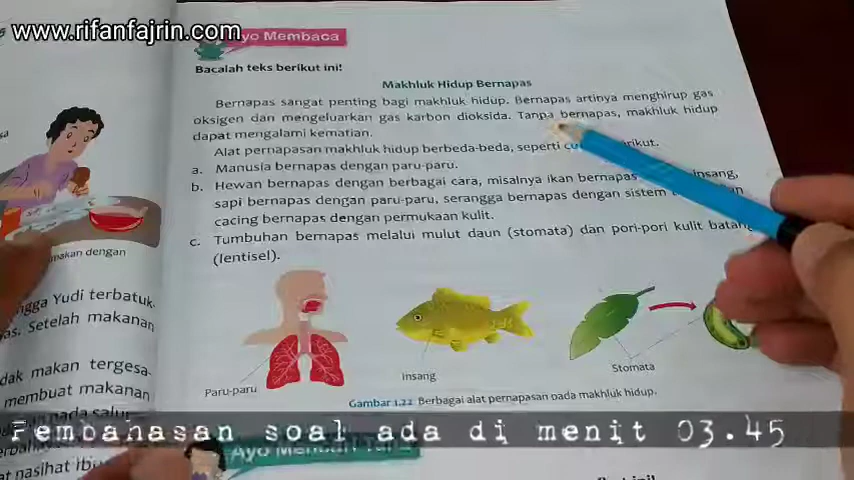 www.rifanfajrin.com
Ayo Membaca
Bacalah teks berikut ini!
Makhluk Hidup Bernapas
Bernapas sangat penting bagi makhluk hidup. Bernapas artinya menghirup gas
oksigen dan mengeluarkan gas karbon dioksida. Tanpa bernapas, makhluk hidup
dapat mengalami kematian.
Alat pernapasan makhluk hidup berbeda-beda, seperti
a. Manusia bernapas dengan paru-paru.
b. Hewan bernapas dengan berbagai cara, misalnya ikan bernapas insang,
sapi bernapas dengan paru-paru, serangga bernapas dengan sistem
cacing bernapas dengan permukaan kulit.
c. Tumbuhan bernapas melalui mulut daun (stomata) dan pori-pori kulit batang
(lentisel).
Paru-paru
Insang
Stomata
Gambar 1.22 Berbagai alat pernapasan pada makhluk hidup.
dengan
Yudi terbatuk.
Setelah makanan
makan tergesa-
membuat makanan
pada salur
nasihat
Pembahasan soal ada di menit 03.45
Ayo